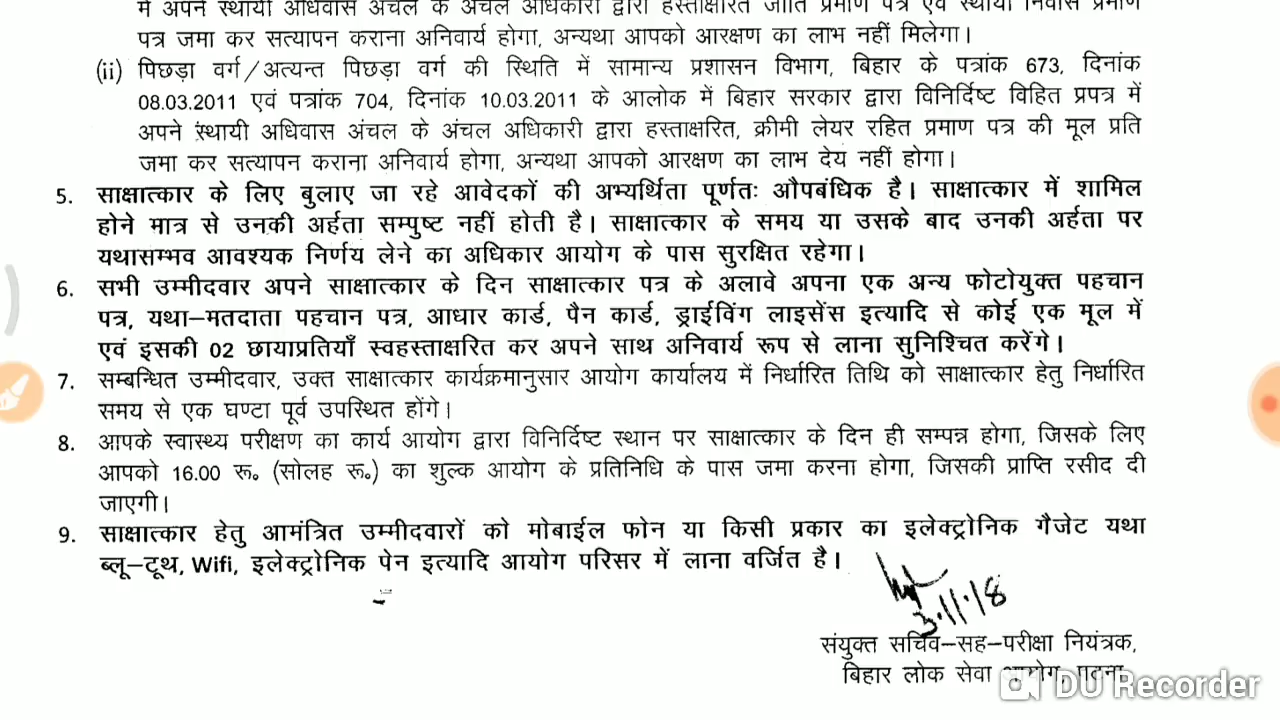 में अपने स्थायी अधिवास अंचल के अंचल अधिकारी द्वारा हस्ताक्षरित जाति प्रमाण पत्र एवं स्थायी निवास प्रमाण
पत्र जमा कर सत्यापन कराना अनिवार्य होगा, अन्यथा आपको आरक्षण का लाभ नहीं मिलेगा।
(ii) पिछड़ा वर्ग/अत्यन्त पिछड़ा वर्ग की स्थिति में सामान्य प्रशासन विभाग, बिहार के पत्रांक 673, दिनांक
08.03.2011 एवं पत्रांक 704, दिनांक 10.03.2011 के आलोक में बिहार सरकार द्वारा विनिर्दिष्ट विहित प्रपत्र में
अपने स्थायी अधिवास अंचल के अंचल अधिकारी द्वारा हस्ताक्षरित, क्रीमी लेयर रहित प्रमाण पत्र की मूल प्रति
जमा कर सत्यापन कराना अनिवार्य होगा, अन्यथा आपको आरक्षण का लाभ देय नहीं होगा।
5. साक्षात्कार के लिए बुलाए जा रहे आवेदकों की अभ्यर्थिता पूर्णतः औपबंधिक है। साक्षात्कार में शामिल
होने मात्र से उनकी अर्हता सम्पुष्ट नहीं होती है। साक्षात्कार के समय या उसके बाद उनकी अर्हता पर
यथासम्भव आवश्यक निर्णय लेने का अधिकार आयोग के पास सुरक्षित रहेगा।
6. सभी उम्मीदवार अपने साक्षात्कार के दिन साक्षात्कार पत्र के अलावे अपना एक अन्य फोटोयुक्त पहचान
पत्र, यथा–मतदाता पहचान पत्र, आधार कार्ड, पैन कार्ड, ड्राईविंग लाइसेंस इत्यादि से कोई एक मूल में
एवं इसकी 02 छायाप्रतियाँ स्वहस्ताक्षरित कर अपने साथ अनिवार्य रूप से लाना सुनिश्चित करेंगे।
7. सम्बन्धित उम्मीदवार, उक्त साक्षात्कार कार्यक्रमानुसार आयोग कार्यालय में निर्धारित तिथि को साक्षात्कार हेतु निर्धारित
समय से एक घण्टा पूर्व उपस्थित होंगे।
8. आपके स्वास्थ्य परीक्षण का कार्य आयोग द्वारा विनिर्दिष्ट स्थान पर साक्षात्कार के दिन ही सम्पन्न होगा, जिसके लिए
आपको 16.00 रू० (सोलह रू०) का शुल्क आयोग के प्रतिनिधि के पास जमा करना होगा, जिसकी प्राप्ति रसीद दी
जाएगी।
9. साक्षात्कार हेतु आमंत्रित उम्मीदवारों को मोबाईल फोन या किसी प्रकार का इलेक्ट्रोनिक गैजेट यथा
ब्लू–टूथ, Wifi, इलेक्ट्रोनिक पेन इत्यादि आयोग परिसर में लाना वर्जित है।
3.11.18
संयुक्त सचिव–सह–परीक्षा नियंत्रक,
बिहार लोक सेवा आयोग, पटना
DU Recorder